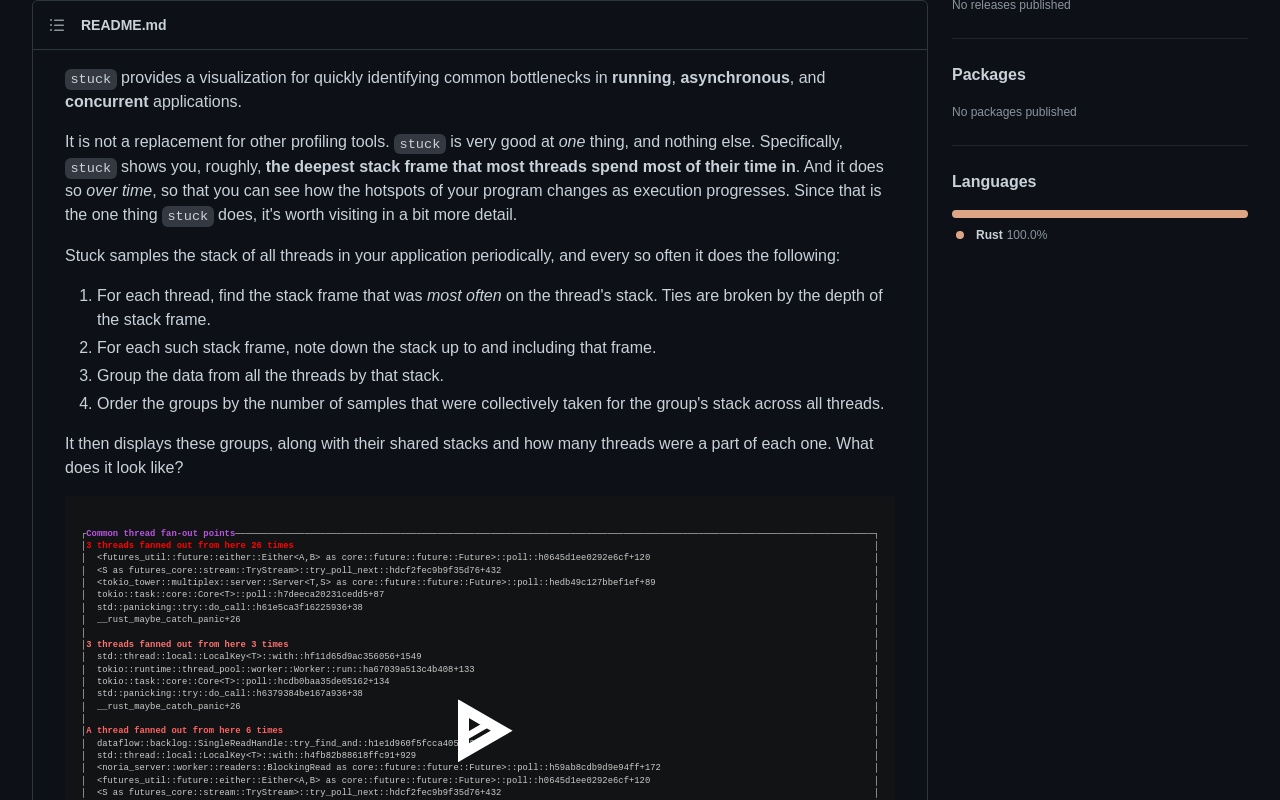 README.md
stuck provides a visualization for quickly identifying common bottlenecks in running, asynchronous, and
concurrent applications.
It is not a replacement for other profiling tools. stuck is very good at one thing, and nothing else. Specifically,
stuck shows you, roughly, the deepest stack frame that most threads spend most of their time in. And it does
so over time, so that you can see how the hotspots of your program changes as execution progresses. Since that is
the one thing stuck does, it's worth visiting in a bit more detail.
Stuck samples the stack of all threads in your application periodically, and every so often it does the following:
1. For each thread, find the stack frame that was most often on the thread's stack. Ties are broken by the depth of
the stack frame.
2. For each such stack frame, note down the stack up to and including that frame.
3. Group the data from all the threads by that stack.
4. Order the groups by the number of samples that were collectively taken for the group's stack across all threads.
It then displays these groups, along with their shared stacks and how many threads were a part of each one. What
does it look like?
Common thread fan-out points
3 threads fanned out from here 26 times
<futures_util::future::either::Either<A,B> as core::future::future::Future>::poll::h0645d1ee0292e6cf+120
<S as futures_core::stream::TryStream>::try_poll_next::hdcf2fec9b9f35d76+432
<tokio_tower::multiplex::server::Server<T,S> as core::future::future::Future>::poll::hedb49c127bbef1ef+89
tokio::task::core::Core<T>::poll::h7deeca20231cedd5+87
std::panicking::try::do_call::h61e5ca3f16225936+38
__rust_maybe_catch_panic+26
3 threads fanned out from here 3 times
std::thread::local::LocalKey<T>::with::hf11d65d9ac356056+1549
tokio::runtime::thread_pool::worker::Worker::run::ha67039a513c4b408+133
tokio::task::core::Core<T>::poll::hcdb0baa35de05162+134
std::panicking::try::do_call::h6379384be167a936+38
__rust_maybe_catch_panic+26
A thread fanned out from here 6 times
dataflow::backlog::SingleReadHandle::try_find_and::h1e1d960f5fcca405
std::thread::local::LocalKey<T>::with::h4fb82b88618ffc91+929
<noria_server::worker::readers::BlockingRead as core::future::future::Future>::poll::h59ab8cdb9d9e94ff+172
<futures_util::future::either::Either<A,B> as core::future::future::Future>::poll::h0645d1ee0292e6cf+120
<S as futures_core::stream::TryStream>::try_poll_next::hdcf2fec9b9f35d76+432
No releases published
Packages
No packages published
Languages
Rust 100.0%